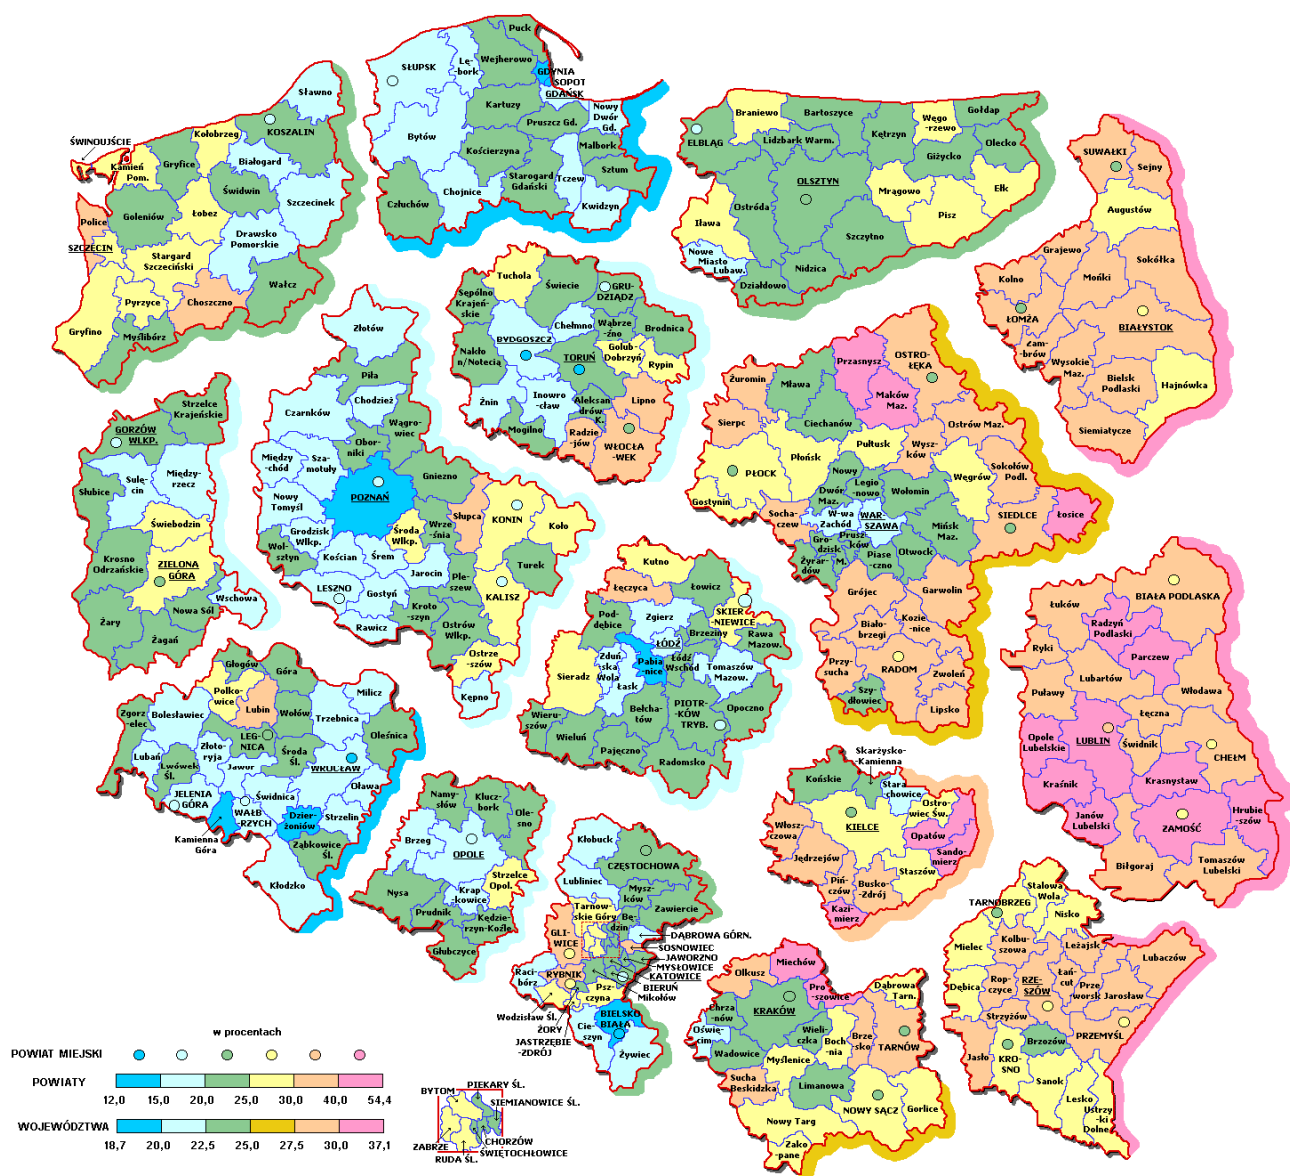 Puck
SŁUPSK
Lę-
bork
Wejherowo
GDYNIA
SOPOT
GDAŃSK
Kartuzy
Nowy
Dwór
Gd.
Pruszcz Gd.
Bytów
Kościerzyna
Malbork
Starogard
Gdański
Tczew
Sztum
Chojnice
Człuchów
Kwidzyn
Sławno
KOSZALIN
Kołobrzeg
ŚWINOUJŚCIE
Kamień
Pom.
Gryfice
Białogard
Świdwin
Szczecinek
Goleniów
Łobez
Police
SZCZECIN
Drawsko
Pomorskie
Stargard
Szczeciński
Wałcz
Pyrzyce
Choszczno
Gryfino
Myślibórz
Braniewo
Bartoszyce
Węgo
-rzewo
Gołdap
ELBLĄG
Lidzbark Warm.
Kętrzyn
Olecko
Giżycko
OLSZTYN
Mrągowo
Ełk
Ostróda
Iława
Pisz
Szczytno
Nowe
Miasto
Lubaw.
Nidzica
Działdowo
SUWAŁKI
Sejny
Augustów
Grajewo
Sokółka
Kolno
Mońki
ŁOMŻA
BIAŁYSTOK
Zam-
-brów
Wysokie
Maz.
Bielsk
Podlaski
Hajnówka
Siemiatycze
Tuchola
Sępólno
Krajeń-
skie
Świecie
GRU-
DZIĄDZ
Chełmno
Wąbrze
-źno
Brodnica
BYDGOSZCZ
Golub-
Dobrzyń
Nakło
n/Notecią
TORUŃ
Rypin
Żnin
Inowro
-cław
Aleksan
drów
K.
Lipno
Mogilno
Radzie
-jów
WŁOCŁA
-WEK
Złotów
Piła
Chodzież
Czarnków
Wągro-
wiec
Obor-
niki
Między
-chód
Sza-
motuły
Gniezno
POZNAŃ
Nowy
Tomyśl
Słupca
KONIN
Koło
Środa
Wlkp.
Wrze
-śnia
Grodzisk
Wlkp.
Wol-
sztyn
Kościan
Śrem
Turek
Jarocin
Ple-
szew
LESZNO
Gostyń
KALISZ
Kroto
-szyn
Rawicz
Ostrów
Wlkp.
Ostrze-
szów
Kępno
Strzelce
Krajeńskie
GORZÓW
WLKP.
Sulę-
cin
Między-
rzecz
Słubice
Świebodzin
Krosno
Odrzańskie
ZIELONA
GÓRA
Nowa Sól
Wschowa
Żary
Żagań
Przasnysz
OSTRO-
ŁĘKA
Żuromin
Mława
Maków
Maz.
Ciechanów
Sierpc
Ostrów Maz.
Pułtusk
Wysz-
ków
PŁOCK
Płońsk
Węgrów
Sokołów
Podl.
Nowy
Dwór
Maz.
Legio
-nowo
Wołomin
Gostynin
Socha-
czew
W-wa
Zachód
WAR-
SZAWA
SIEDLCE
Łosice
Mińsk
Maz.
Prusz-
ków
Gro-
dzisk
M.
Piase
-czno
Otwock
Żyrar-
dów
Grójec
Garwolin
Biało-
brzegi
Kozie
-nice
RADOM
Przy-
sucha
Zwoleń
Szy-
dłowiec
Lipsko
Kutno
Łęczyca
Łowicz
Zgierz
SKIER
-NIEWICE
Pod-
dębice
Brzeziny
Rawa
Mazow.
ŁÓDŹ
Łódź
Wschód
Sieradz
Zduń
ska
Wola
Pabia
-nice
Tomaszów
Mazow.
Łask
Bełcha-
tów
PIOTR-
KÓW
TRYB.
Opoczno
Wieru-
szów
Wieluń
Pajęczno
Radomsko
BIAŁA PODLASKA
Łuków
Radzyń
Podlaski
Ryki
Parczew
Puławy
Lubartów
Włodawa
Łęczna
Opole
Lubelskie
LUBLIN
Świdnik
CHEŁM
Kraśnik
Krasnystaw
Janów
Lubelski
ZAMOŚĆ
Hrubie-
szów
Biłgoraj
Tomaszów
Lubelski
Głogów
Góra
Polko-
wice
Lubin
Milicz
Zgorz
-elec
Bolesławiec
Wołów
Trzebnica
LEG-
NICA
Oleśnica
Lubań
Złoto-
ryja
Środa
Śl.
Lwówek
Śl.
Jawor
WROCŁAW
JELENIA
GÓRA
Świdnica
Oława
WAŁB
-RZYCH
Kamienna
Góra
Dzier-
żoniów
Strzelin
Ząbkowice
Śl.
Kłodzko
Namy-
słów
Klucz-
bork
Ole-
sno
Brzeg
OPOLE
Strzelce
Opol.
Nysa
Krap
-kowice
Prudnik
Kędzie-
rzyn-Koźle
Głubczyce
Kłobuck
CZĘSTOCHOWA
Lubliniec
Mysz-
ków
Zawiercie
Tarnow-
skie Góry
Bę-
dzin
DĄBROWA GÓRN.
GLI-
WICE
SOSNOWIEC
JAWORZNO
MYSŁOWICE
KATOWICE
Raci-
bórz
RYBNIK
BIERUŃ
Mikołów
Psz-
czyna
Wodzisław Śl.
ŻORY
JASTRZĘBIE
-ZDRÓJ
Cie-
szyn
BIELSKO
BIAŁA
Żywiec
Skarżysko-
Kamienna
Końskie
Stara
chowice
Ostro-
wiec Św.
KIELCE
Włosz-
czowa
Opatów
Sando-
mierz
Jędrzejów
Staszów
Piń-
czów
Busko-
-Zdrój
Kazi-
mierz
Miechów
Olkusz
Pro-
szowice
Dąbrowa
Tarn.
Chrza
-nów
KRAKÓW
Oświę-
cim
Wieli-
czka
Boch-
nia
Brze-
sko
TARNÓW
Wadowice
Myślenice
Sucha
Beskidzka
Limanowa
NOWY SĄCZ
Gorlice
Nowy Targ
Zako
-pane
Stalowa
Wola
TARNOBRZEG
Nisko
Mielec
Kolbu-
szowa
Leżajsk
Lubaczów
Dębica
Rop-
czyce
RZE-
SZÓW
Łań-
cut
Prze
worsk
Jarosław
Strzyżów
PRZEMYŚL
Jasło
KRO-
SNO
Brzozów
Sanok
Lesko
Ustrzy
-ki
Dolne
w procentach
POWIAT MIEJSKI
POWIATY
12,0 15,0 20,0 25,0 30,0 40,0 54,4
WOJEWÓDZTWA
18,7 20,0 22,5 25,0 27,5 30,0 37,1
PIEKARY ŚL.
BYTOM
SIEMIANOWICE ŚL.
CHORZÓW
ZABRZE
ŚWIĘTOCHŁOWICE
RUDA ŚL.